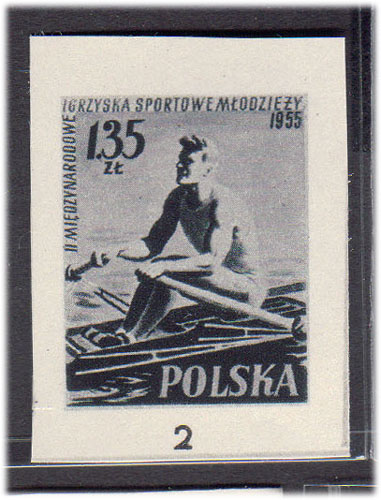 II MIĘDZYNARODOWE
IGRZYSKA SPORTOWE MŁODZIEŻY
1955
1.35
ZŁ
POLSKA
2